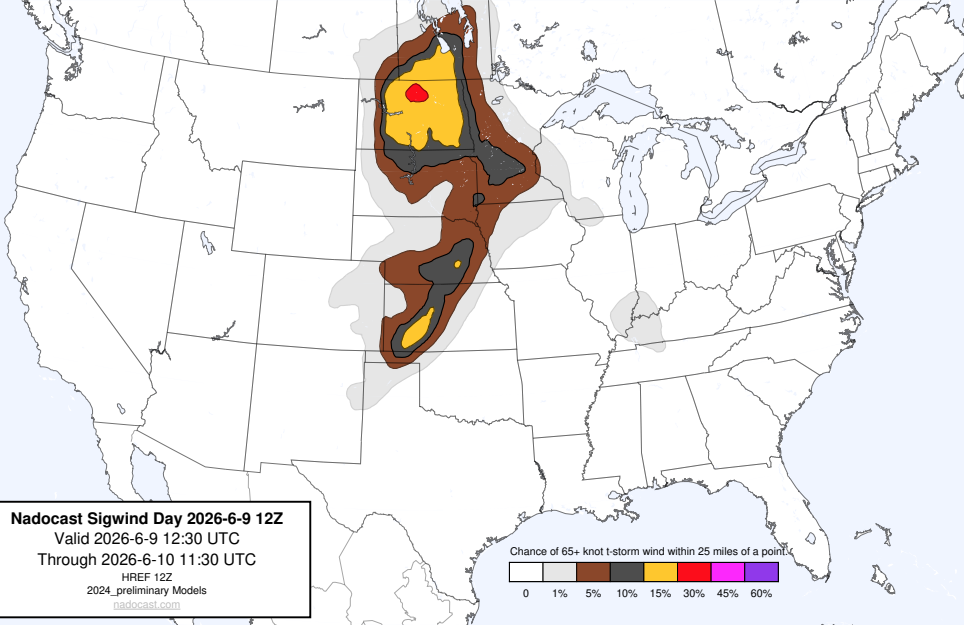 Nadocast Sigwind Day 2026-6-9 12Z
Valid 2026-6-9 12:30 UTC
Through 2026-6-10 11:30 UTC
HREF 12Z
2024_preliminary Models
nadocast.com
Chance of 65+ knot t-storm wind within 25 miles of a point.
0 1% 5% 10% 15% 30% 45% 60%